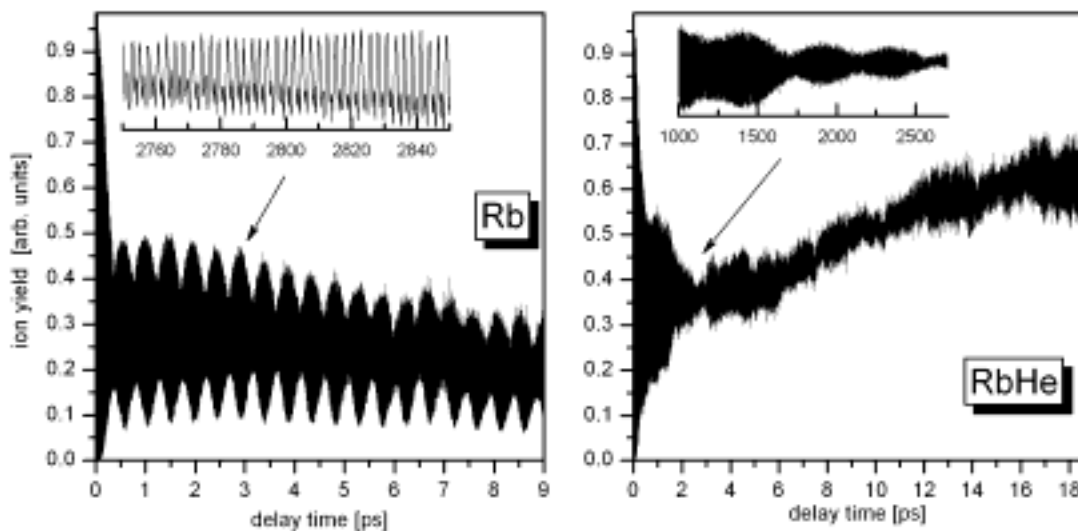 0.9
0.8
0.7
0.6
0.5
0.4
0.3
0.2
0.1
0.0
ion yield [arb. units]
2760 2780 2800 2820 2840
Rb
0 1 2 3 4 5 6 7 8 9
delay time [ps]
0.9
0.8
0.7
0.6
0.5
0.4
0.3
0.2
0.1
0.0
1000 1500 2000 2500
RbHe
0 2 4 6 8 10 12 14 16 18
delay time [ps]